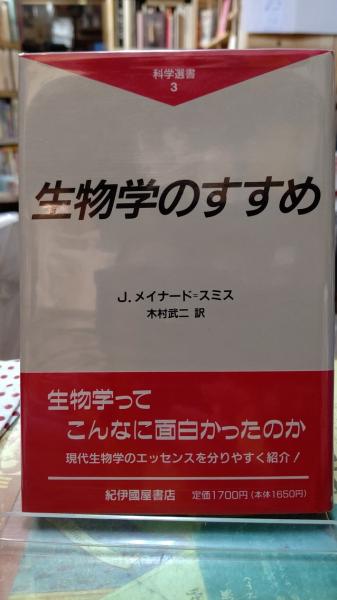 科学選書
3
生物学のすすめ
J.メイナード=スミス
木村武二 訳
生物学って
こんなに面白かったのか
現代生物学のエッセンスを分りやすく紹介!
紀伊國屋書店 定価1700円(本体1650円)